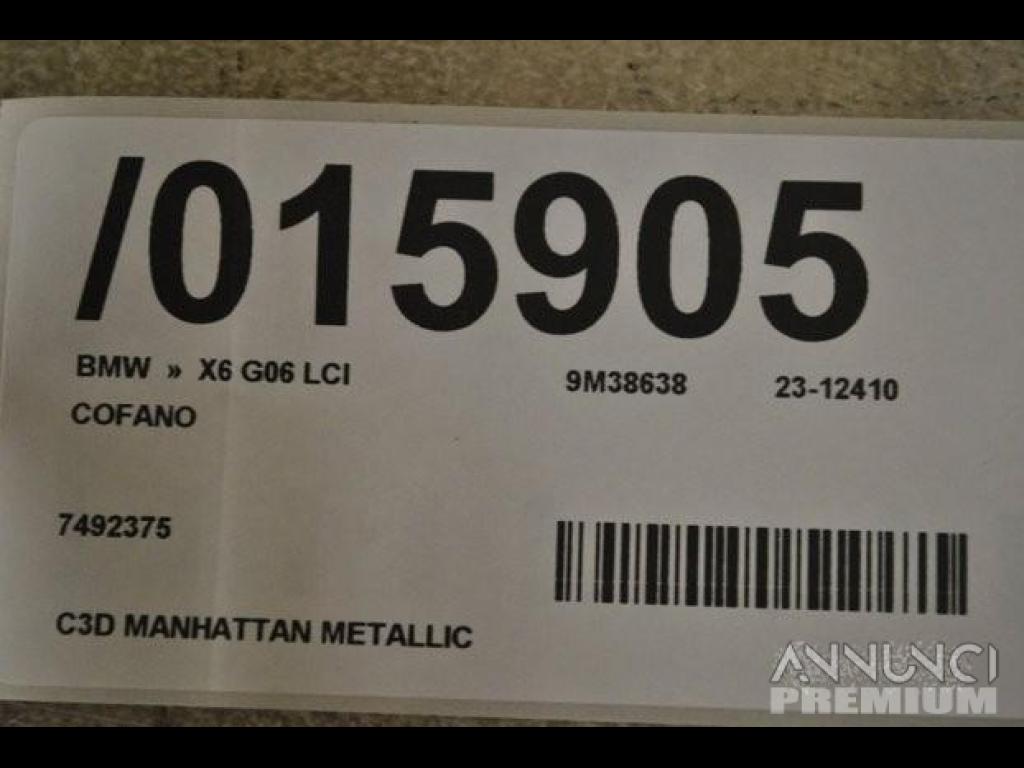 /015905
BMW » X6 G06 LCI 9M38638 23-12410
COFANO
7492375
C3D MANHATTAN METALLIC
ANNUNCI
PREMIUM